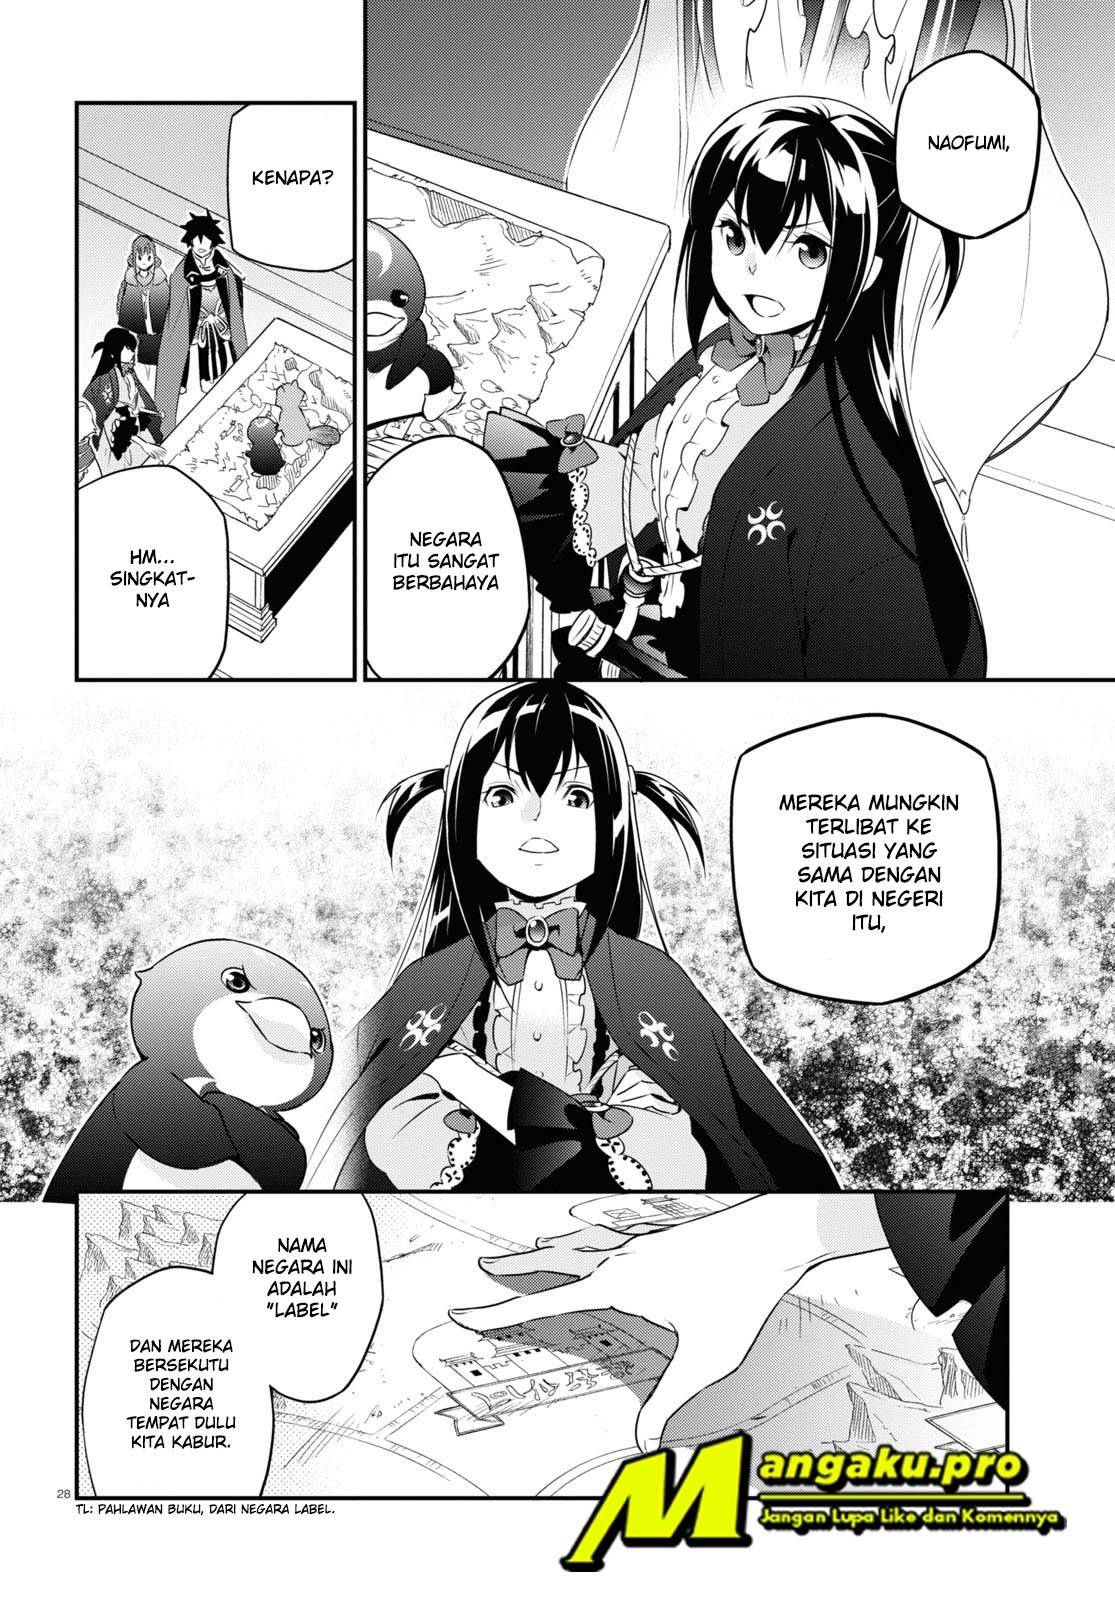 NAOFUMI,
NEGARA
ITU SANGAT
BERBAHAYA
KENAPA?
HM...
SINGKAT-
NYA
MEREKA MUNGKIN
TERLIBAT KE
SITUASI YANG
SAMA DENGAN
KITA DI NEGERI
ITU,
NAMA
NEGARA INI
ADALAH
"LABEL"
DAN MEREKA
BERSEKUTU
DENGAN
NEGARA
TEMPAT DULU
KITA KABUR.
28
TL: PAHLAWAN BUKU, DARI NEGARA LABEL.
Mangaku.pro
Jangan Lupa Like dan Komennya